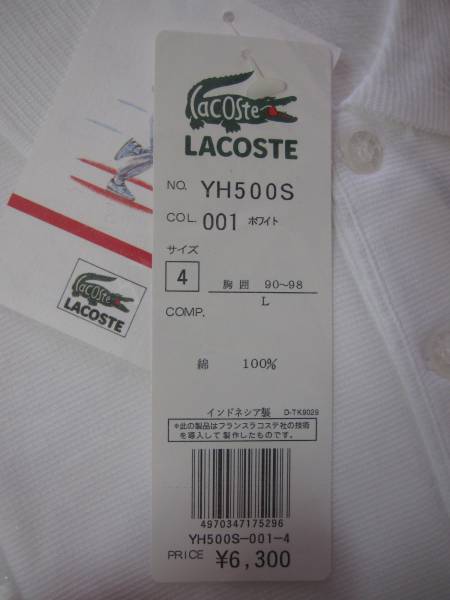 LaCOSTe
LACOSTE
NO. YH500S
COL. 001 ホワイト
サイズ
4 胸囲 90～98
L
COMP.
綿 100%
インドネシア製 D-TK802S
*此の製品はフランスラコステ社の技術
を導入して製作したものです。
4970347175296
YH500S-001-4
PRICE ¥6,300
LaCOSTe
LACOSTE